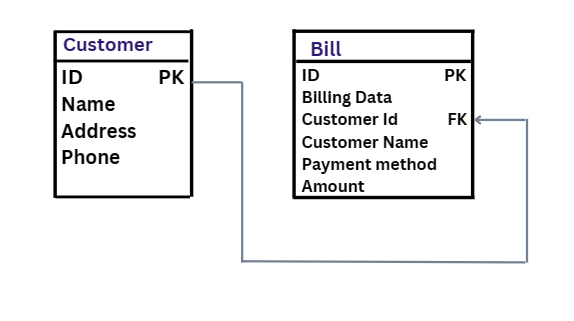 Customer
ID PK
Name
Address
Phone
Bill
ID PK
Billing Data
Customer Id FK
Customer Name
Payment method
Amount